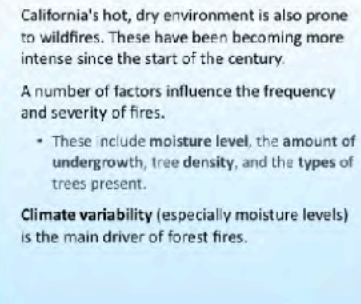 California's hot, dry environment is also prone
to wildfires. These have been becoming more
intense since the start of the century.
A number of factors influence the frequency
and severity of fires.
• These include moisture level, the amount of
undergrowth, tree density, and the types of
trees present.
Climate variability (especially moisture levels)
is the main driver of forest fires.